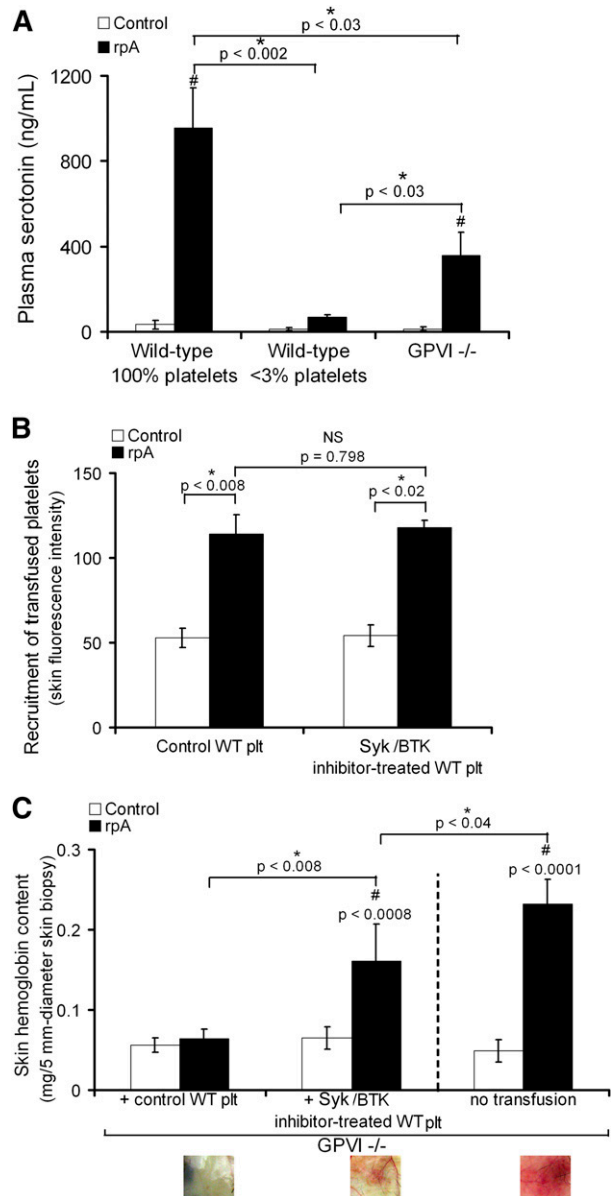 A
Control
rpA
*
p < 0.03
*
p < 0.002
*
p < 0.03
#
#
Plasma serotonin (ng/mL)
1200
900
400
0
Wild-type
100% platelets
Wild-type
<3% platelets
GPVI -/-
B
Control
rpA
NS
p = 0.798
*
p < 0.008
*
p < 0.02
Recruitment of transfused platelets
(skin fluorescence intensity)
150
100
50
0
Control WT plt
Syk /BTK
inhibitor-treated WT plt
C
Control
rpA
*
p < 0.04
*
p < 0.008
#
p < 0.0008
#
p < 0.0001
Skin hemoglobin content
(mg/5 mm-diameter skin biopsy)
0.3
0.2
0.1
0
+ control WT plt
+ Syk /BTK
inhibitor-treated WT plt
no transfusion
GPVI -/-